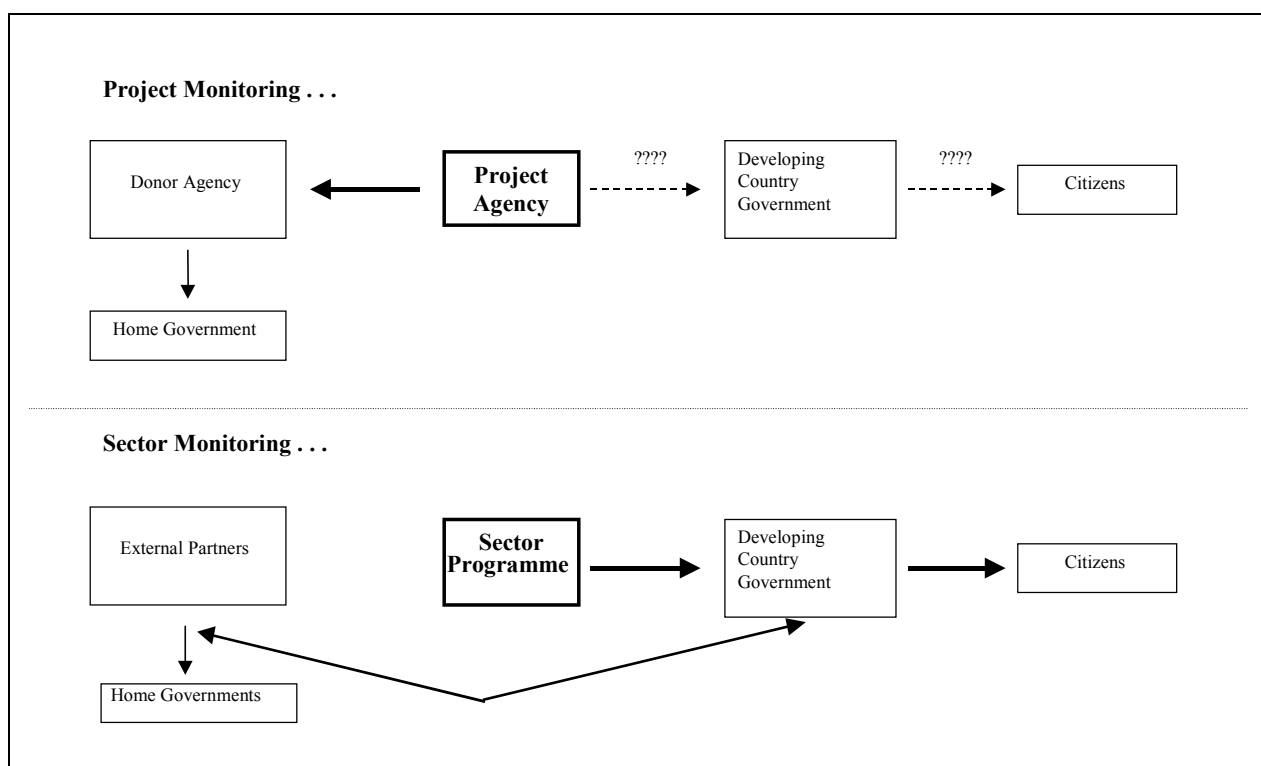 Project Monitoring . . .
Donor Agency
Project
Agency
????
Developing
Country
Government
????
Citizens
Home Government
Sector Monitoring . . .
External Partners
Sector
Programme
Developing
Country
Government
Citizens
Home Governments